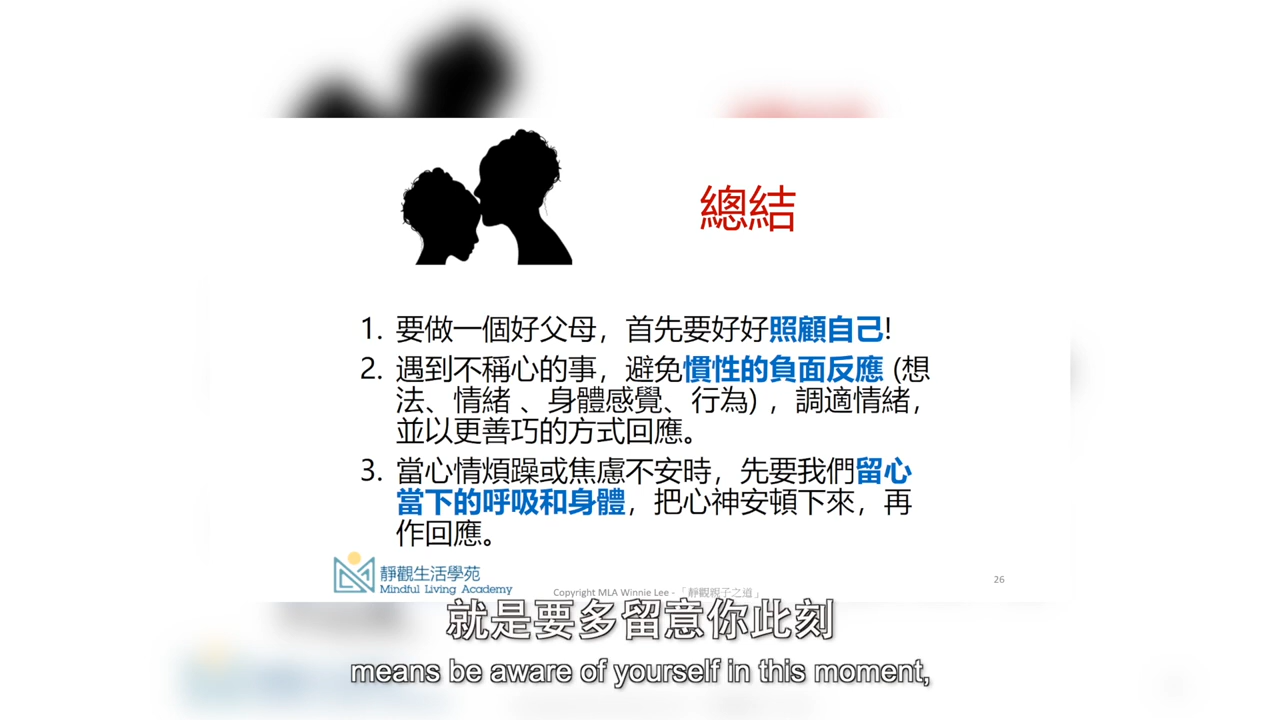 總結
1. 要做一個好父母，首先要好好照顧自己!
2. 遇到不稱心的事，避免慣性的負面反應 (想
法、情緒 、身體感覺、行為) ，調適情緒，
並以更善巧的方式回應。
3. 當心情煩躁或焦慮不安時，先要我們留心
當下的呼吸和身體，把心神安頓下來，再
作回應。
靜觀生活學苑
Mindful Living Academy
Copyright MLA Winnie Lee - 「靜觀親子之道」
26
就是要多留意你此刻
means be aware of yourself in this moment,